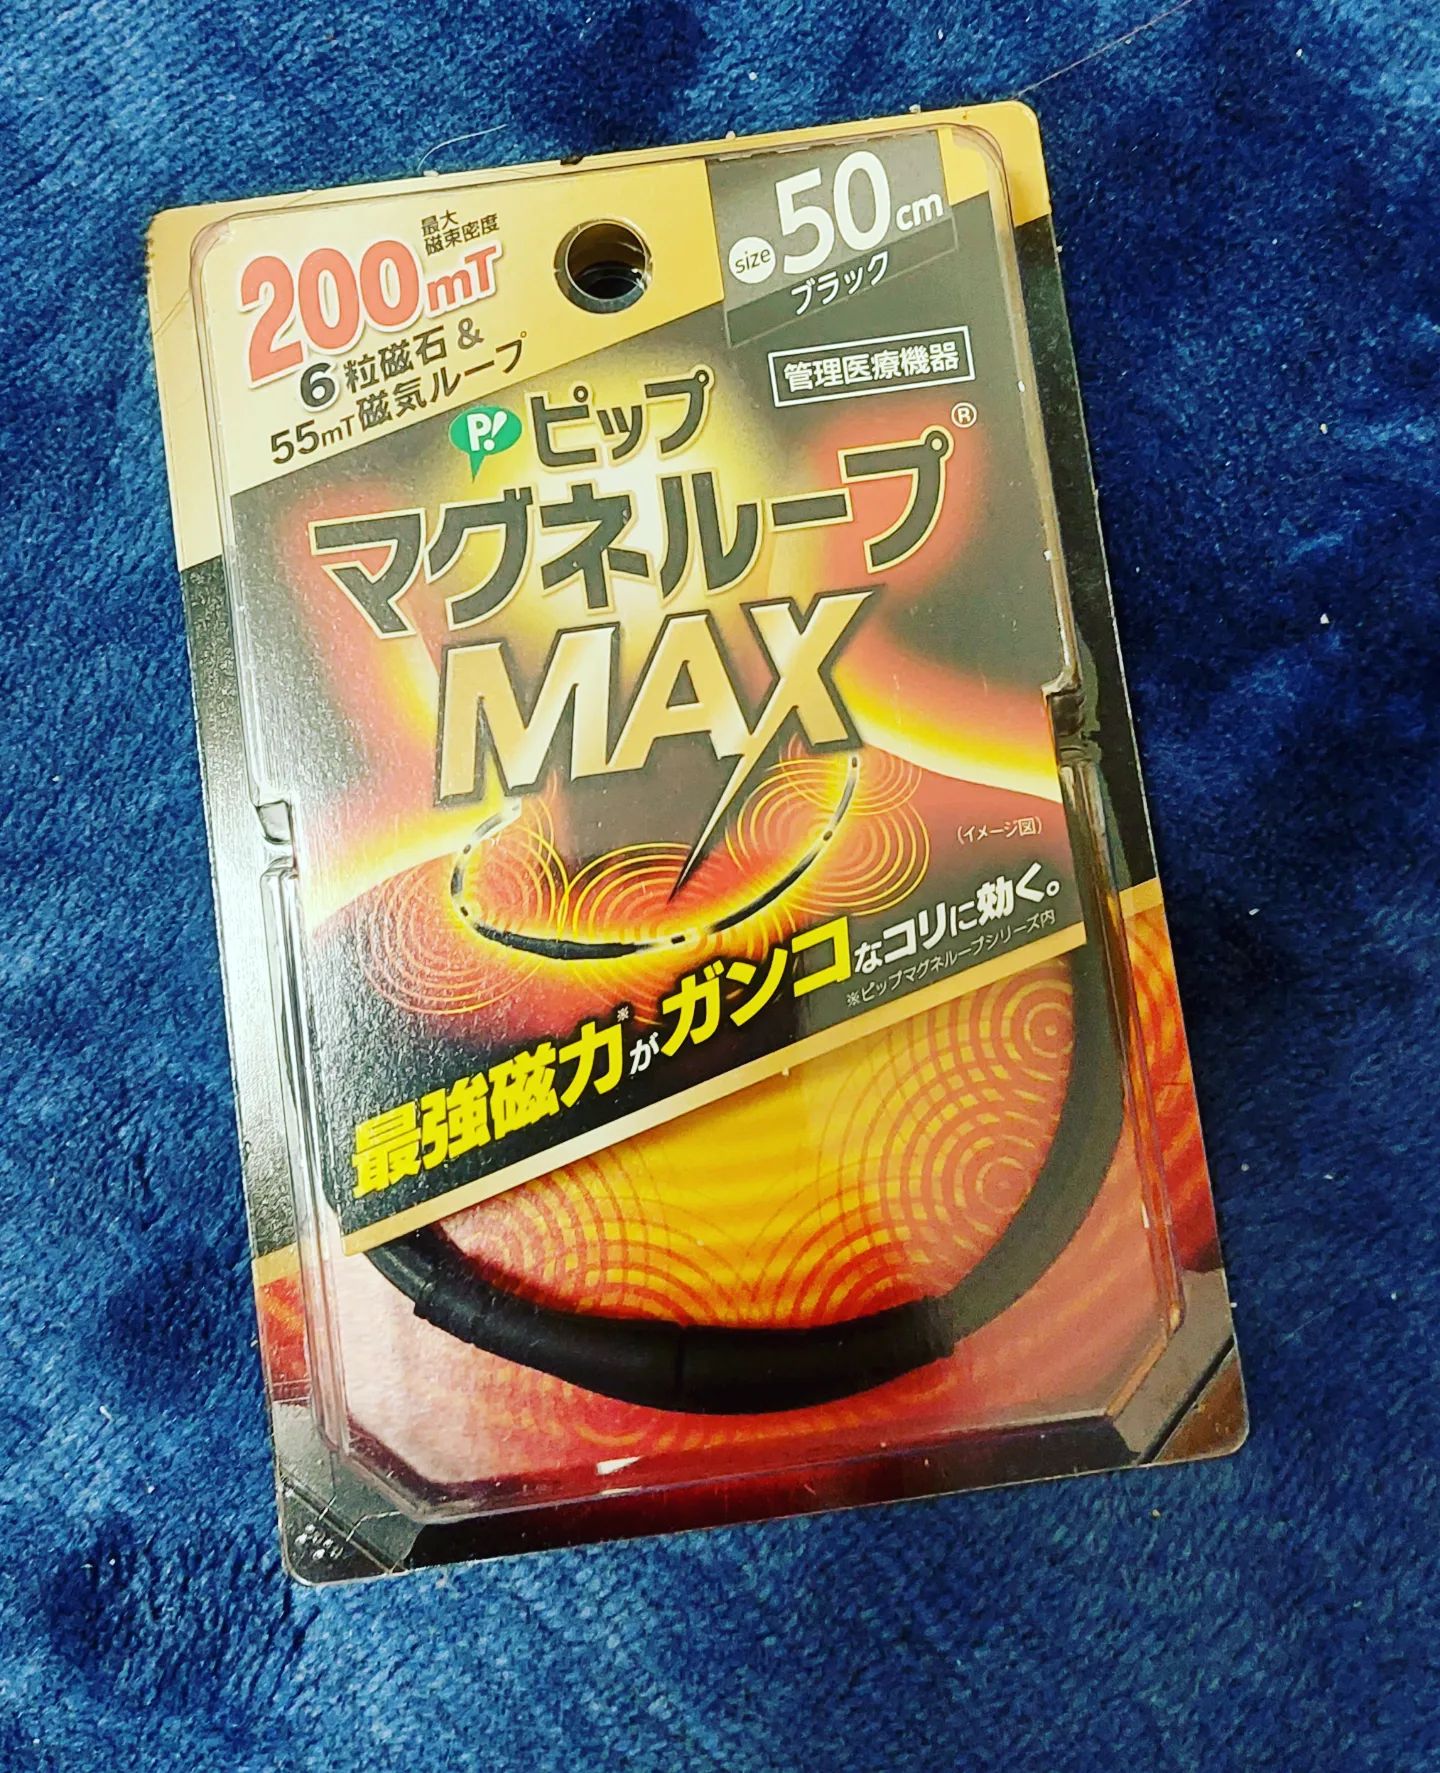 最大
磁束密度
200mT
6粒磁石&
55mT磁気ループ
size 50cm
ブラック
管理医療機器
P! ピップ
マグネループ®
MAX
(イメージ図)
最強磁力※がガンコなコリに効く。
※ピップマグネループシリーズ内